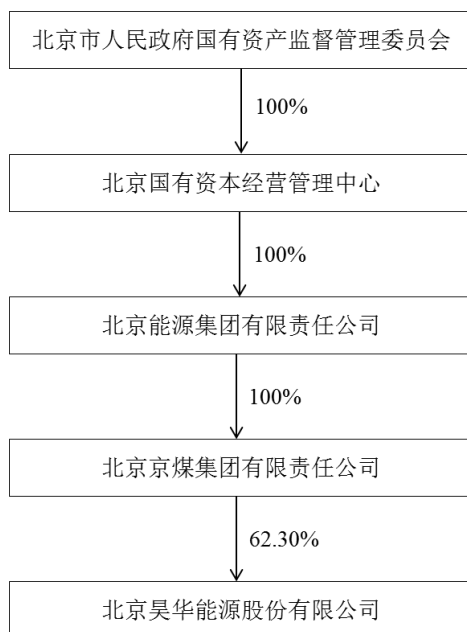 北京市人民政府国有资产监督管理委员会
100%
北京国有资本经营管理中心
100%
北京能源集团有限责任公司
100%
北京京煤集团有限责任公司
62.30%
北京昊华能源股份有限公司